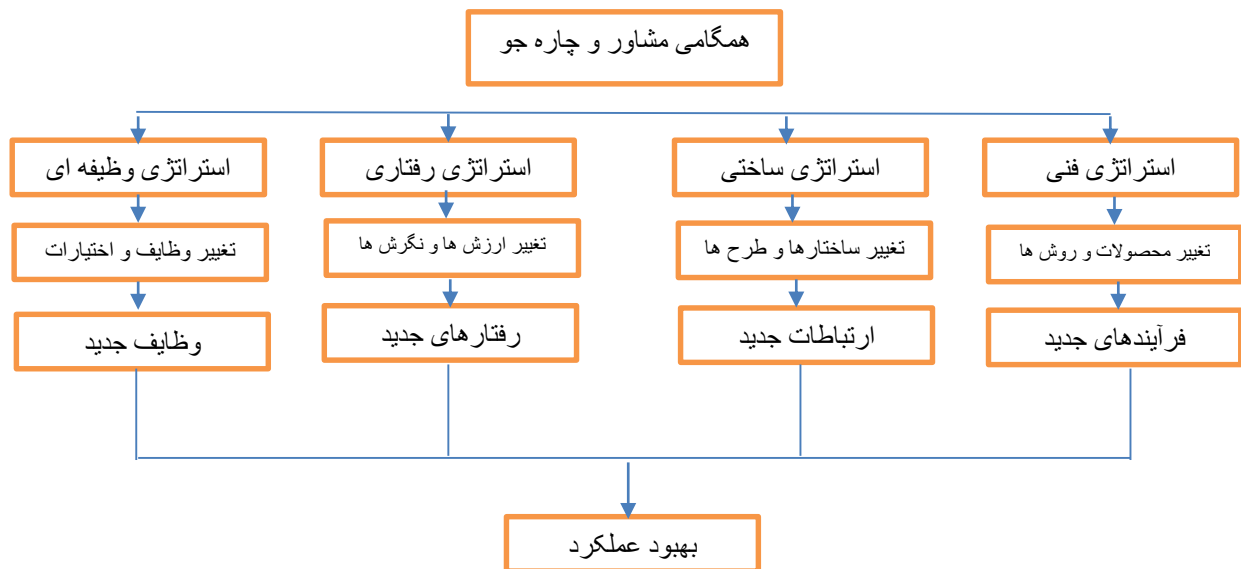 همگامی مشاور و چاره جو
استراتژی فنی
استراتژی ساختی
استراتژی رفتاری
استراتژی وظیفه ای
تغییر محصولات و روش ها
تغییر ساختارها و طرح ها
تغییر ارزش ها و نگرش ها
تغییر وظایف و اختیارات
فرآیندهای جدید
ارتباطات جدید
رفتارهای جدید
وظایف جدید
بهبود عملکرد